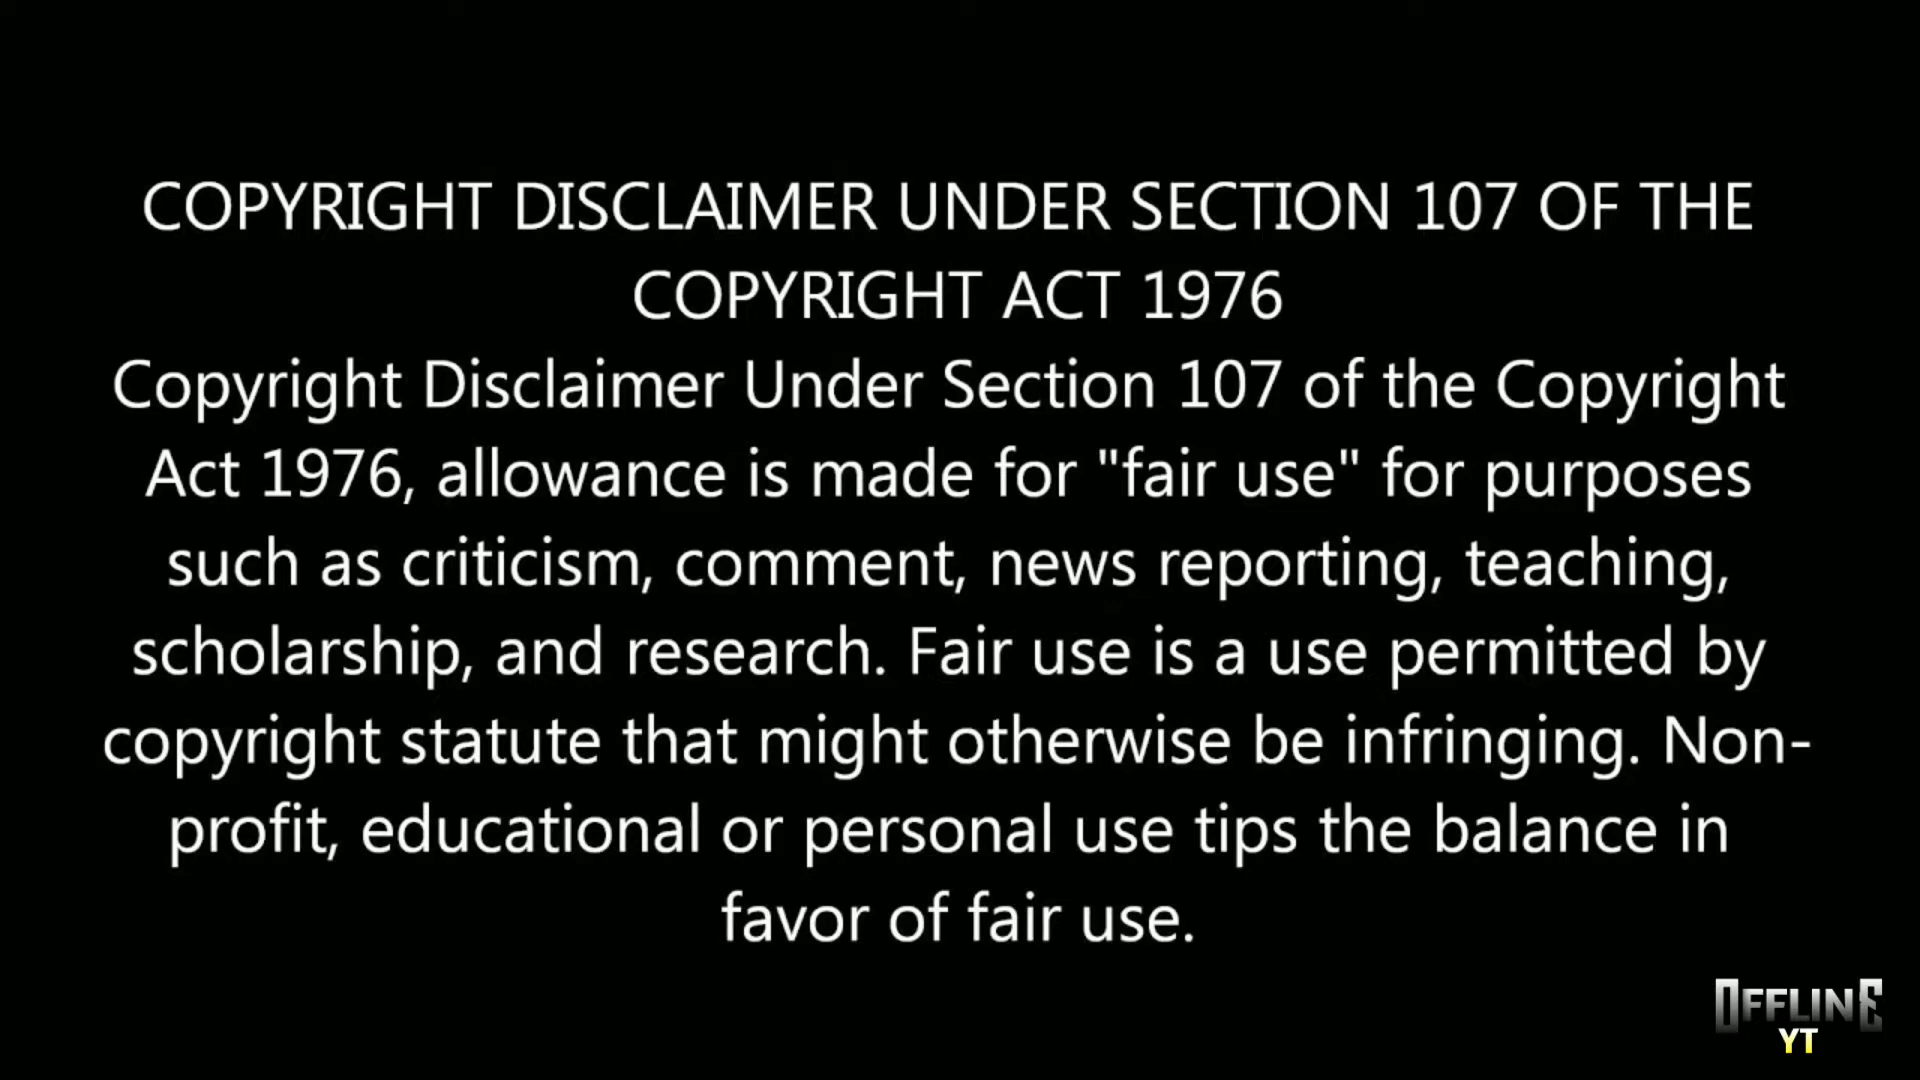 COPYRIGHT DISCLAIMER UNDER SECTION 107 OF THE
COPYRIGHT ACT 1976
Copyright Disclaimer Under Section 107 of the Copyright
Act 1976, allowance is made for "fair use" for purposes
such as criticism, comment, news reporting, teaching,
scholarship, and research. Fair use is a use permitted by
copyright statute that might otherwise be infringing. Non-
profit, educational or personal use tips the balance in
favor of fair use.
OFFLINE
YT